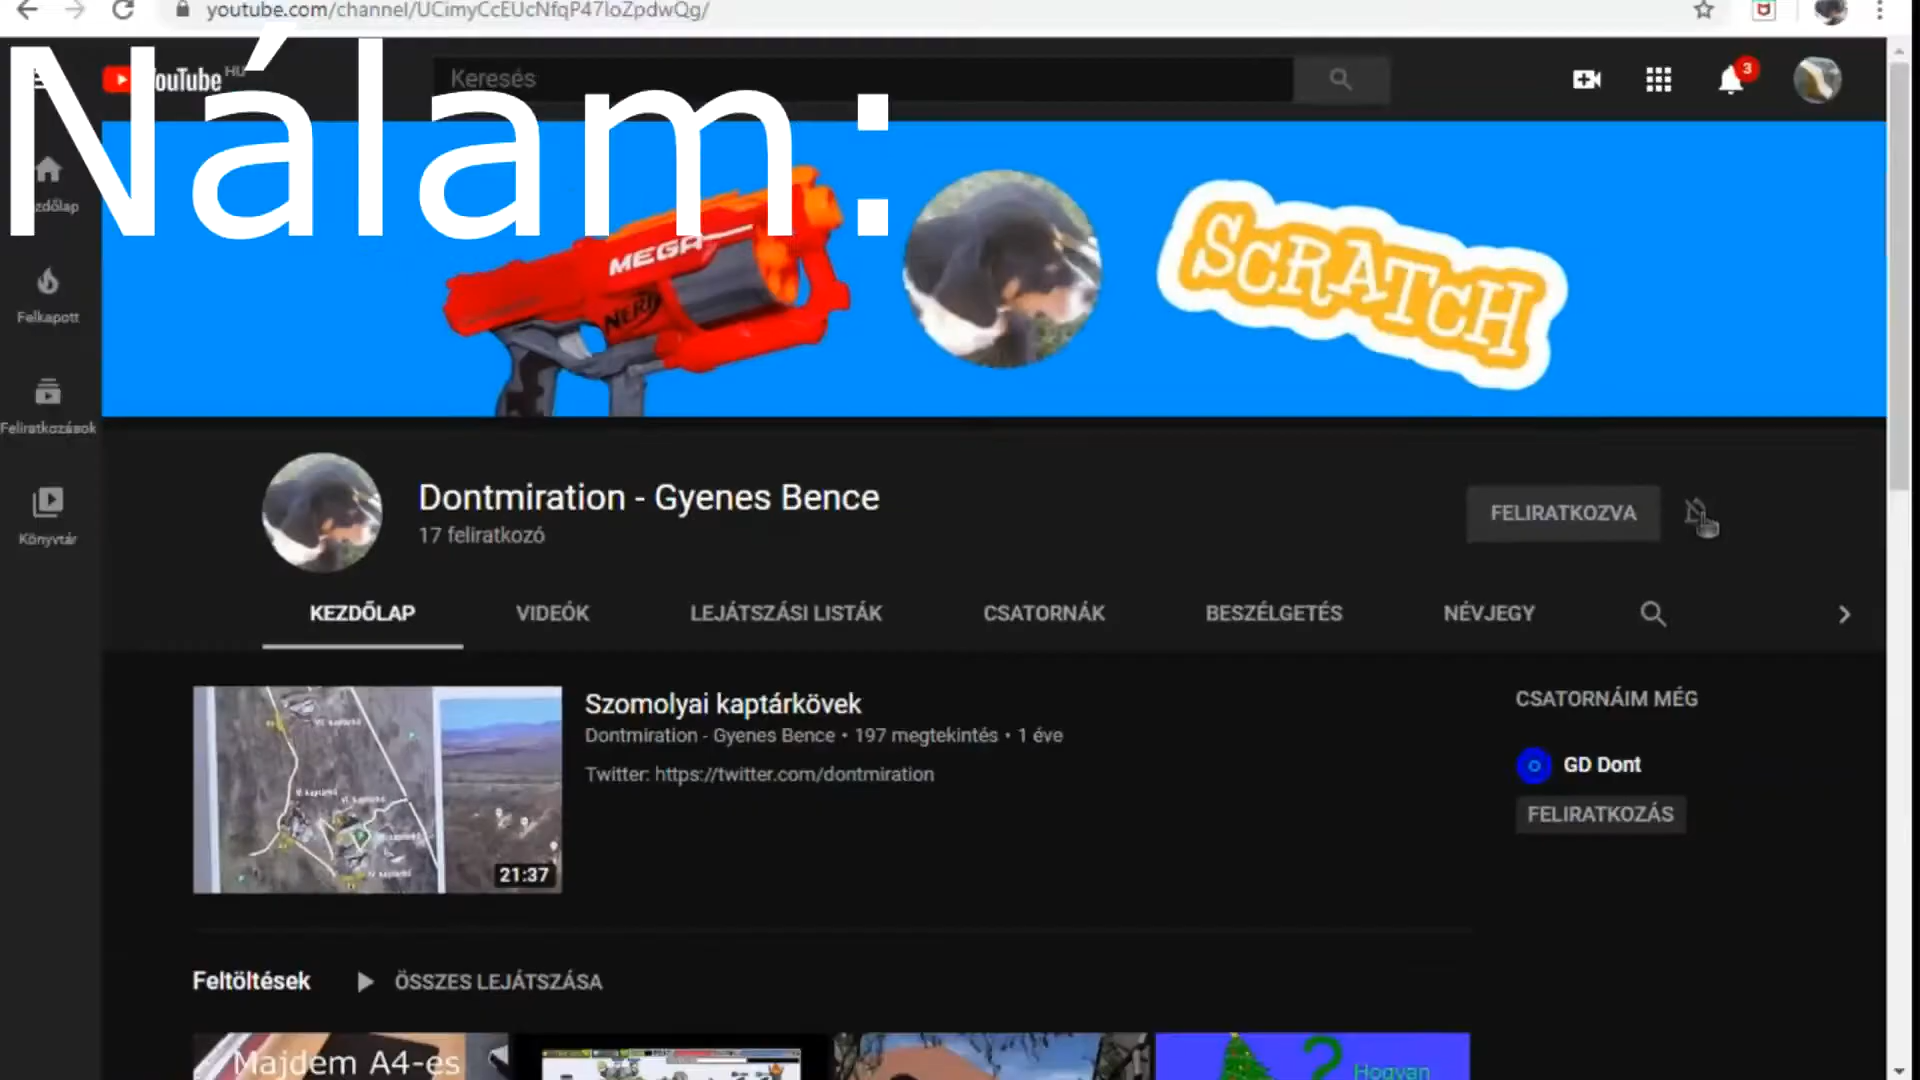 youtube.com/channel/UCimyCcEUcNfqP47loZpdwQg/
Nálam:
YouTube HU
Keresés
3
Kezdőlap
Felkapott
Feliratkozások
Könyvtár
MEGA
NERF
SCRATCH
Dontmiration - Gyenes Bence
17 feliratkozó
FELIRATKOZVA
KEZDŐLAP
VIDEÓK
LEJÁTSZÁSI LISTÁK
CSATORNÁK
BESZÉLGETÉS
NÉVJEGY
Szomolyai kaptárkövek
Dontmiration - Gyenes Bence • 197 megtekintés • 1 éve
Twitter: https://twitter.com/dontmiration
21:37
CSATORNÁIM MÉG
GD Dont
FELIRATKOZÁS
Feltöltések
ÖSSZES LEJÁTSZÁSA
Majdem A4-es
?
Hogyan